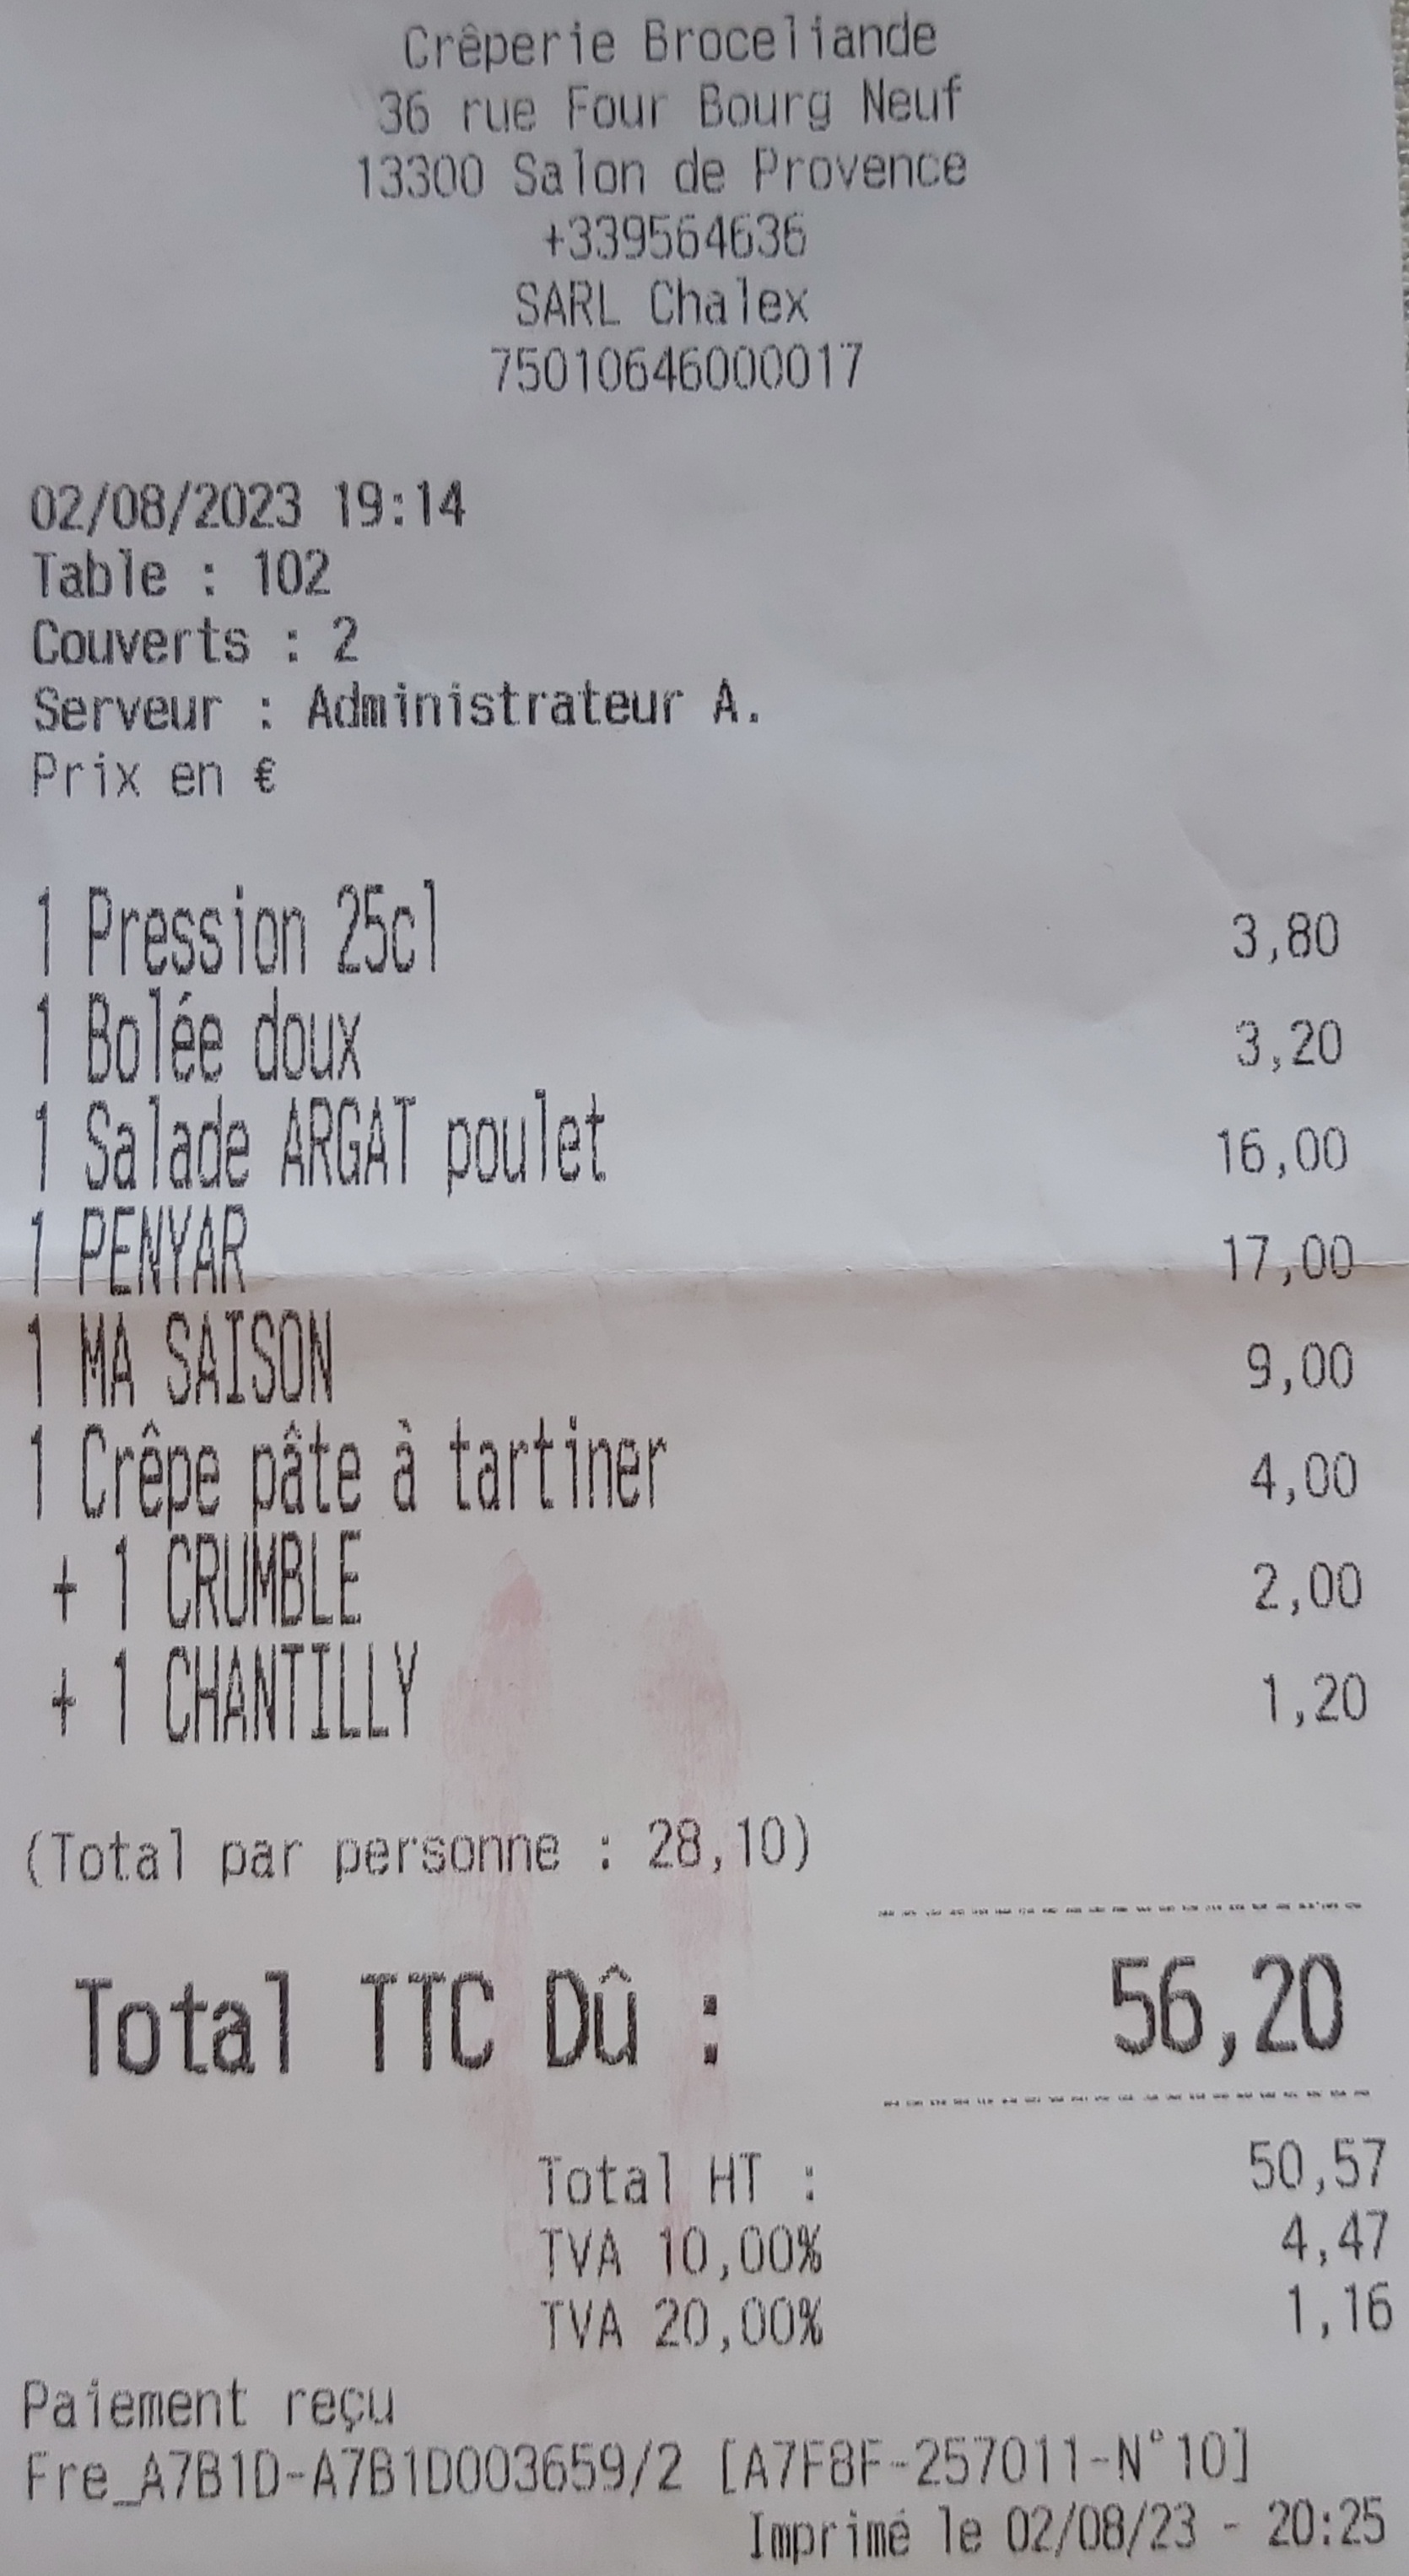 Crêperie Broceliande
36 rue Four Bourg Neuf
13300 Salon de Provence
+339564636
SARL Chalex
75010646000017
02/08/2023 19:14
Table : 102
Couverts : 2
Serveur : Administrateur A.
Prix en €
1 Pression 25cl 3,80
1 Bolée doux 3,20
1 Salade ARGAT poulet 16,00
1 PENYAR 17,00
1 MA SAISON 9,00
1 Crêpe pâte à tartiner 4,00
+ 1 CRUMBLE 2,00
+ 1 CHANTILLY 1,20
(Total par personne : 28,10)
Total TTC Dû : 56,20
Total HT : 50,57
TVA 10,00% 4,47
TVA 20,00% 1,16
Paiement reçu
Fre_A7B1D-A7B1D003659/2 [A7F8F-257011-N°10]
Imprimé le 02/08/23 - 20:25